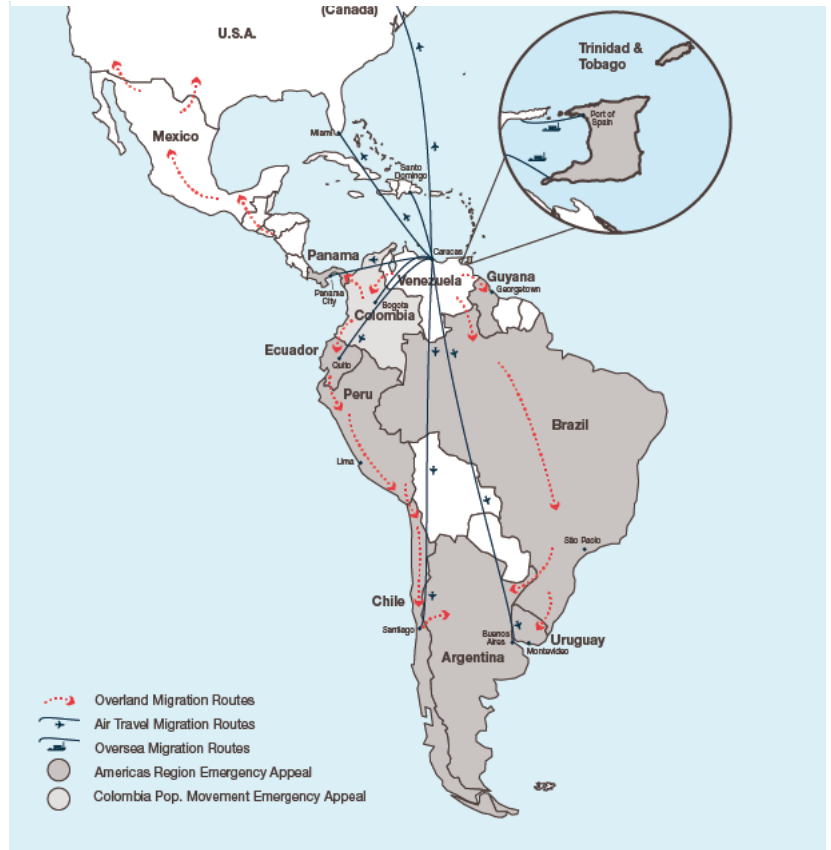 (Canada)
U.S.A.
Trinidad &
Tobago
Port of
Spain
Miami
Mexico
Santo
Domingo
Caracas
Panama
Venezuela
Guyana
Georgetown
Panama
City
Bogota
Colombia
Ecuador
Quito
Peru
Brazil
Lima
São Paolo
Chile
Santiago
Buenos
Aires
Uruguay
Montevideo
Argentina
Overland Migration Routes
Air Travel Migration Routes
Oversea Migration Routes
Americas Region Emergency Appeal
Colombia Pop. Movement Emergency Appeal